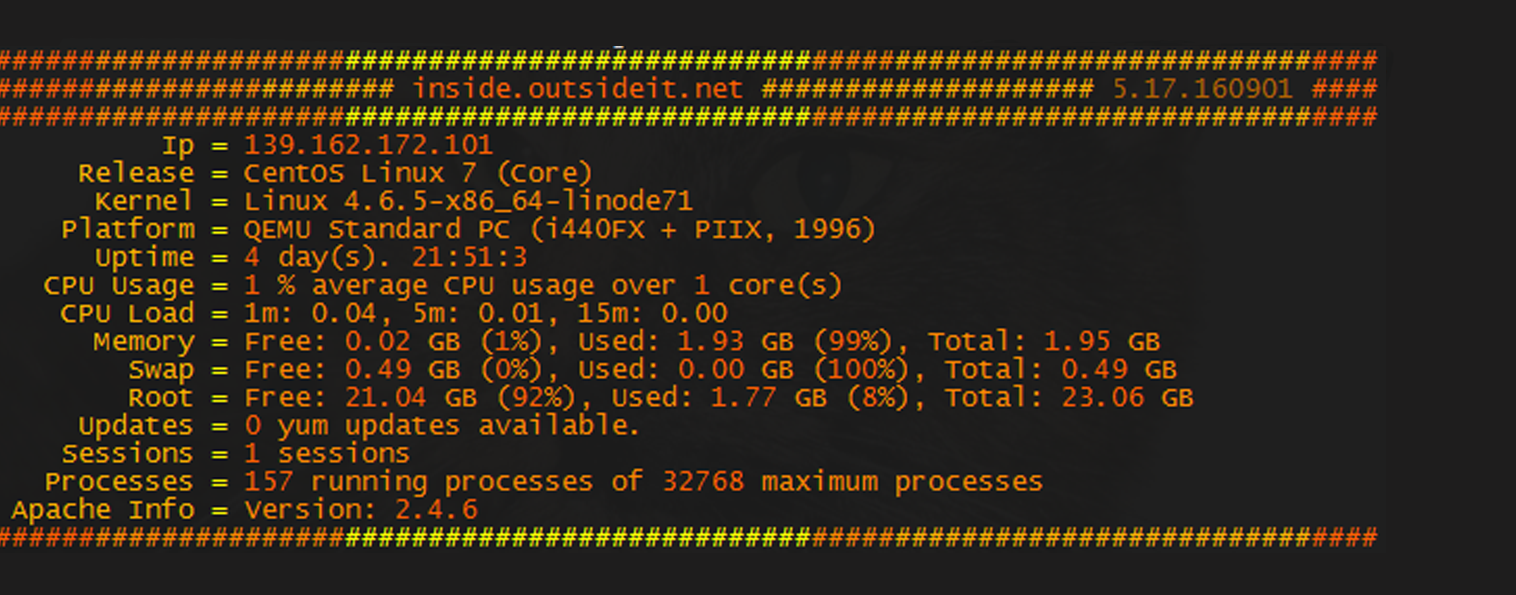 ###################################################################################
######################## inside.outsideit.net #################### 5.17.160901 ####
###################################################################################
Ip = 139.162.172.101
Release = CentOS Linux 7 (Core)
Kernel = Linux 4.6.5-x86_64-linode71
Platform = QEMU Standard PC (i440FX + PIIX, 1996)
Uptime = 4 day(s). 21:51:3
CPU Usage = 1 % average CPU usage over 1 core(s)
CPU Load = 1m: 0.04, 5m: 0.01, 15m: 0.00
Memory = Free: 0.02 GB (1%), Used: 1.93 GB (99%), Total: 1.95 GB
Swap = Free: 0.49 GB (0%), Used: 0.00 GB (100%), Total: 0.49 GB
Root = Free: 21.04 GB (92%), Used: 1.77 GB (8%), Total: 23.06 GB
Updates = 0 yum updates available.
Sessions = 1 sessions
Processes = 157 running processes of 32768 maximum processes
Apache Info = Version: 2.4.6
###################################################################################